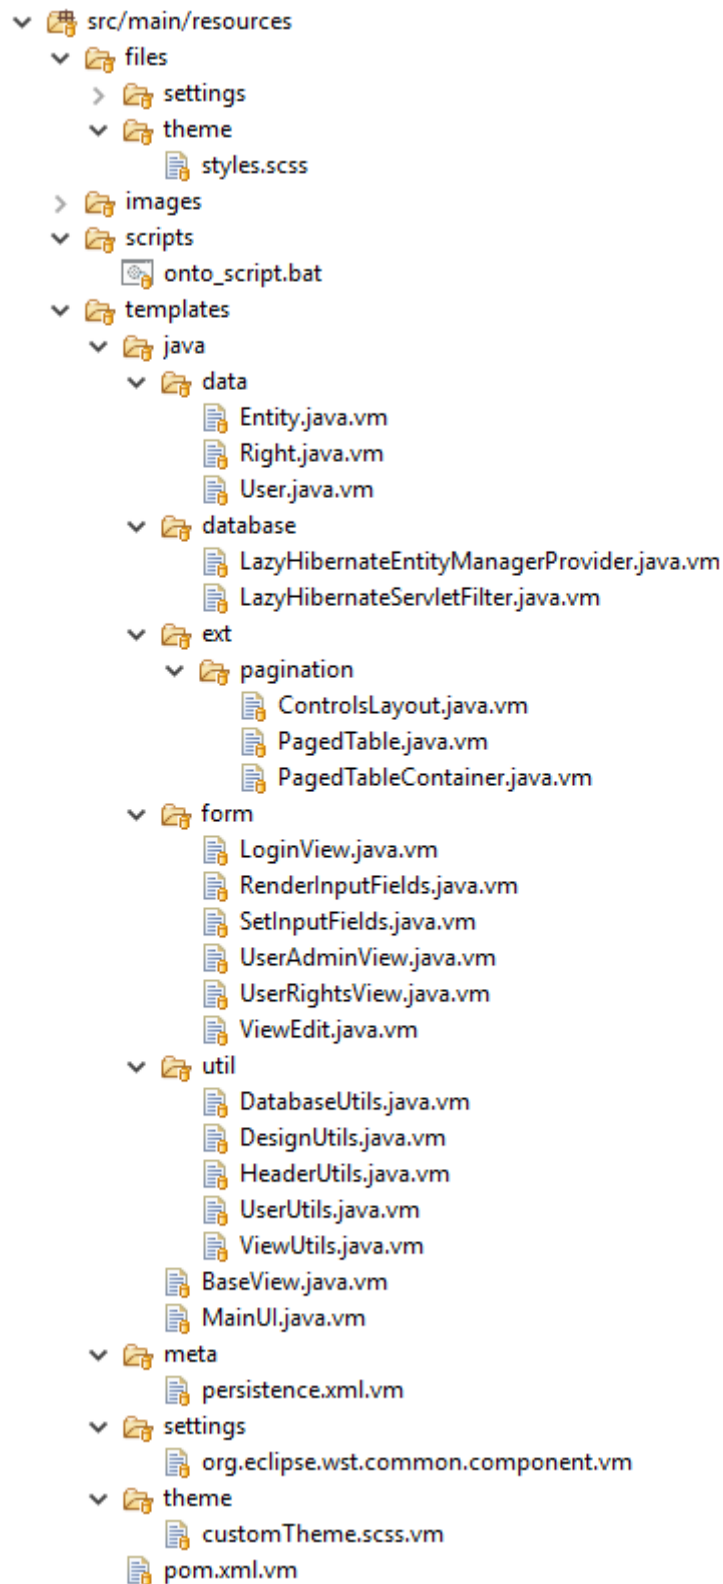 src/main/resources
files
settings
theme
styles.scss
images
scripts
onto_script.bat
templates
java
data
Entity.java.vm
Right.java.vm
User.java.vm
database
LazyHibernateEntityManagerProvider.java.vm
LazyHibernateServletFilter.java.vm
ext
pagination
ControlsLayout.java.vm
PagedTable.java.vm
PagedTableContainer.java.vm
form
LoginView.java.vm
RenderInputFields.java.vm
SetInputFields.java.vm
UserAdminView.java.vm
UserRightsView.java.vm
ViewEdit.java.vm
util
DatabaseUtils.java.vm
DesignUtils.java.vm
HeaderUtils.java.vm
UserUtils.java.vm
ViewUtils.java.vm
BaseView.java.vm
MainUI.java.vm
meta
persistence.xml.vm
settings
org.eclipse.wst.common.component.vm
theme
customTheme.scss.vm
pom.xml.vm